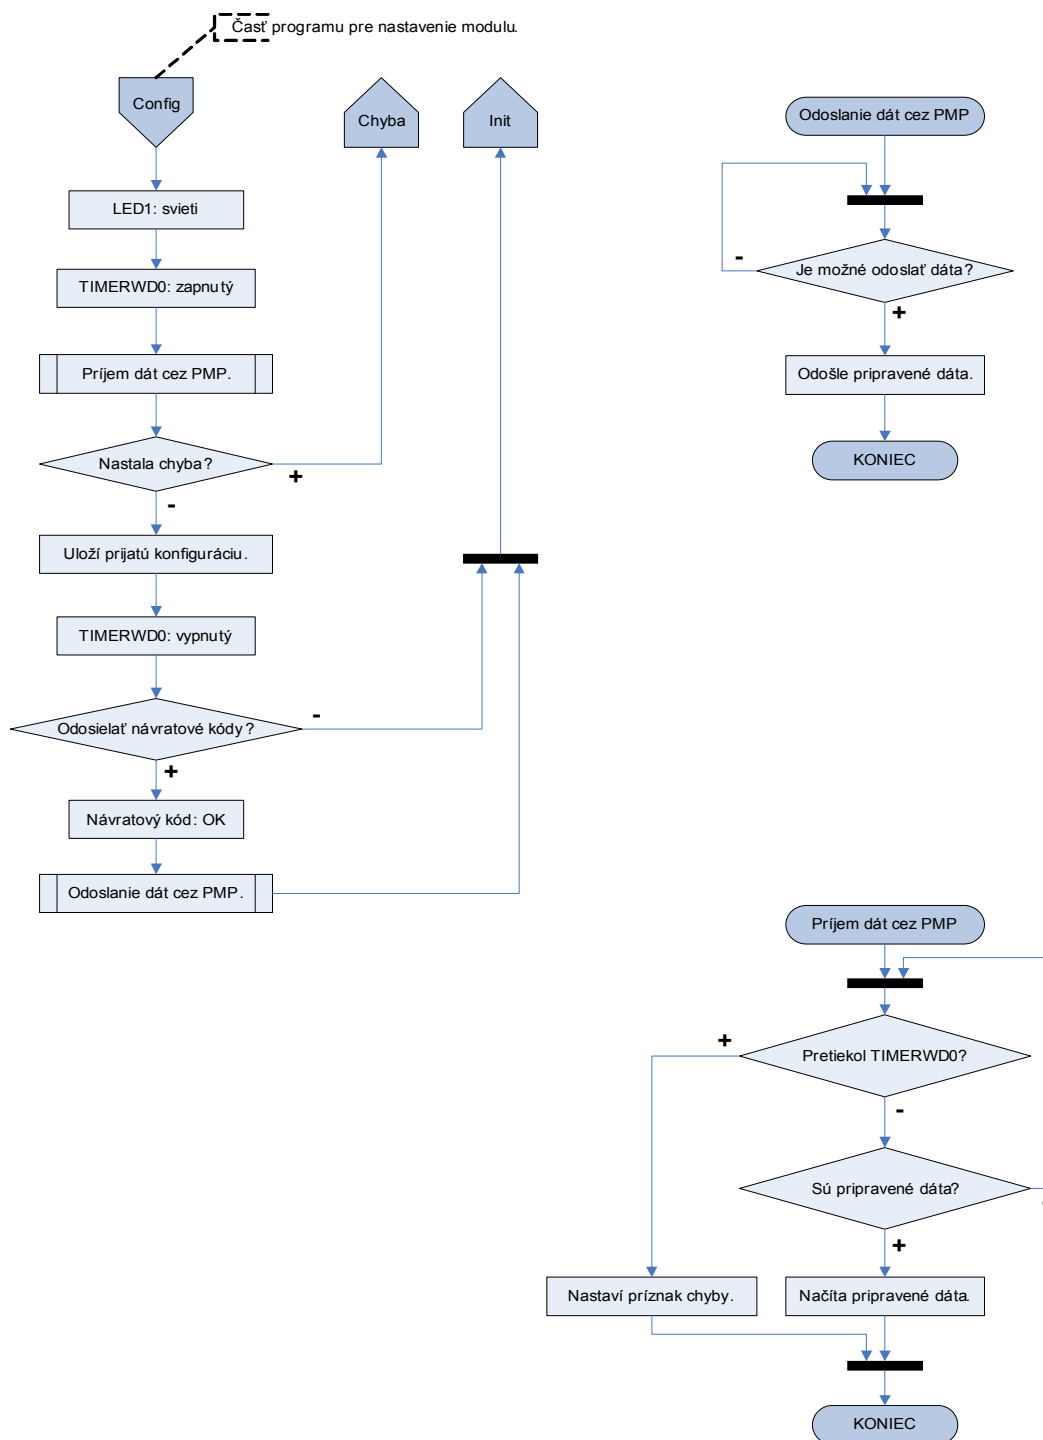 Časť programu pre nastavenie modulu.
Config
Chyba
Init
LED1: svieti
TIMERWD0: zapnutý
Príjem dát cez PMP.
Nastala chyba?
+
-
Uloží prijatú konfiguráciu.
TIMERWD0: vypnutý
Odosielať návratové kódy?
-
+
Návratový kód: OK
Odoslanie dát cez PMP.
Odoslanie dát cez PMP
Je možné odoslať dáta?
-
+
Odošle pripravené dáta.
KONIEC
Príjem dát cez PMP
Pretiekol TIMERWD0?
+
-
Sú pripravené dáta?
+
Nastaví príznak chyby.
Načíta pripravené dáta.
KONIEC